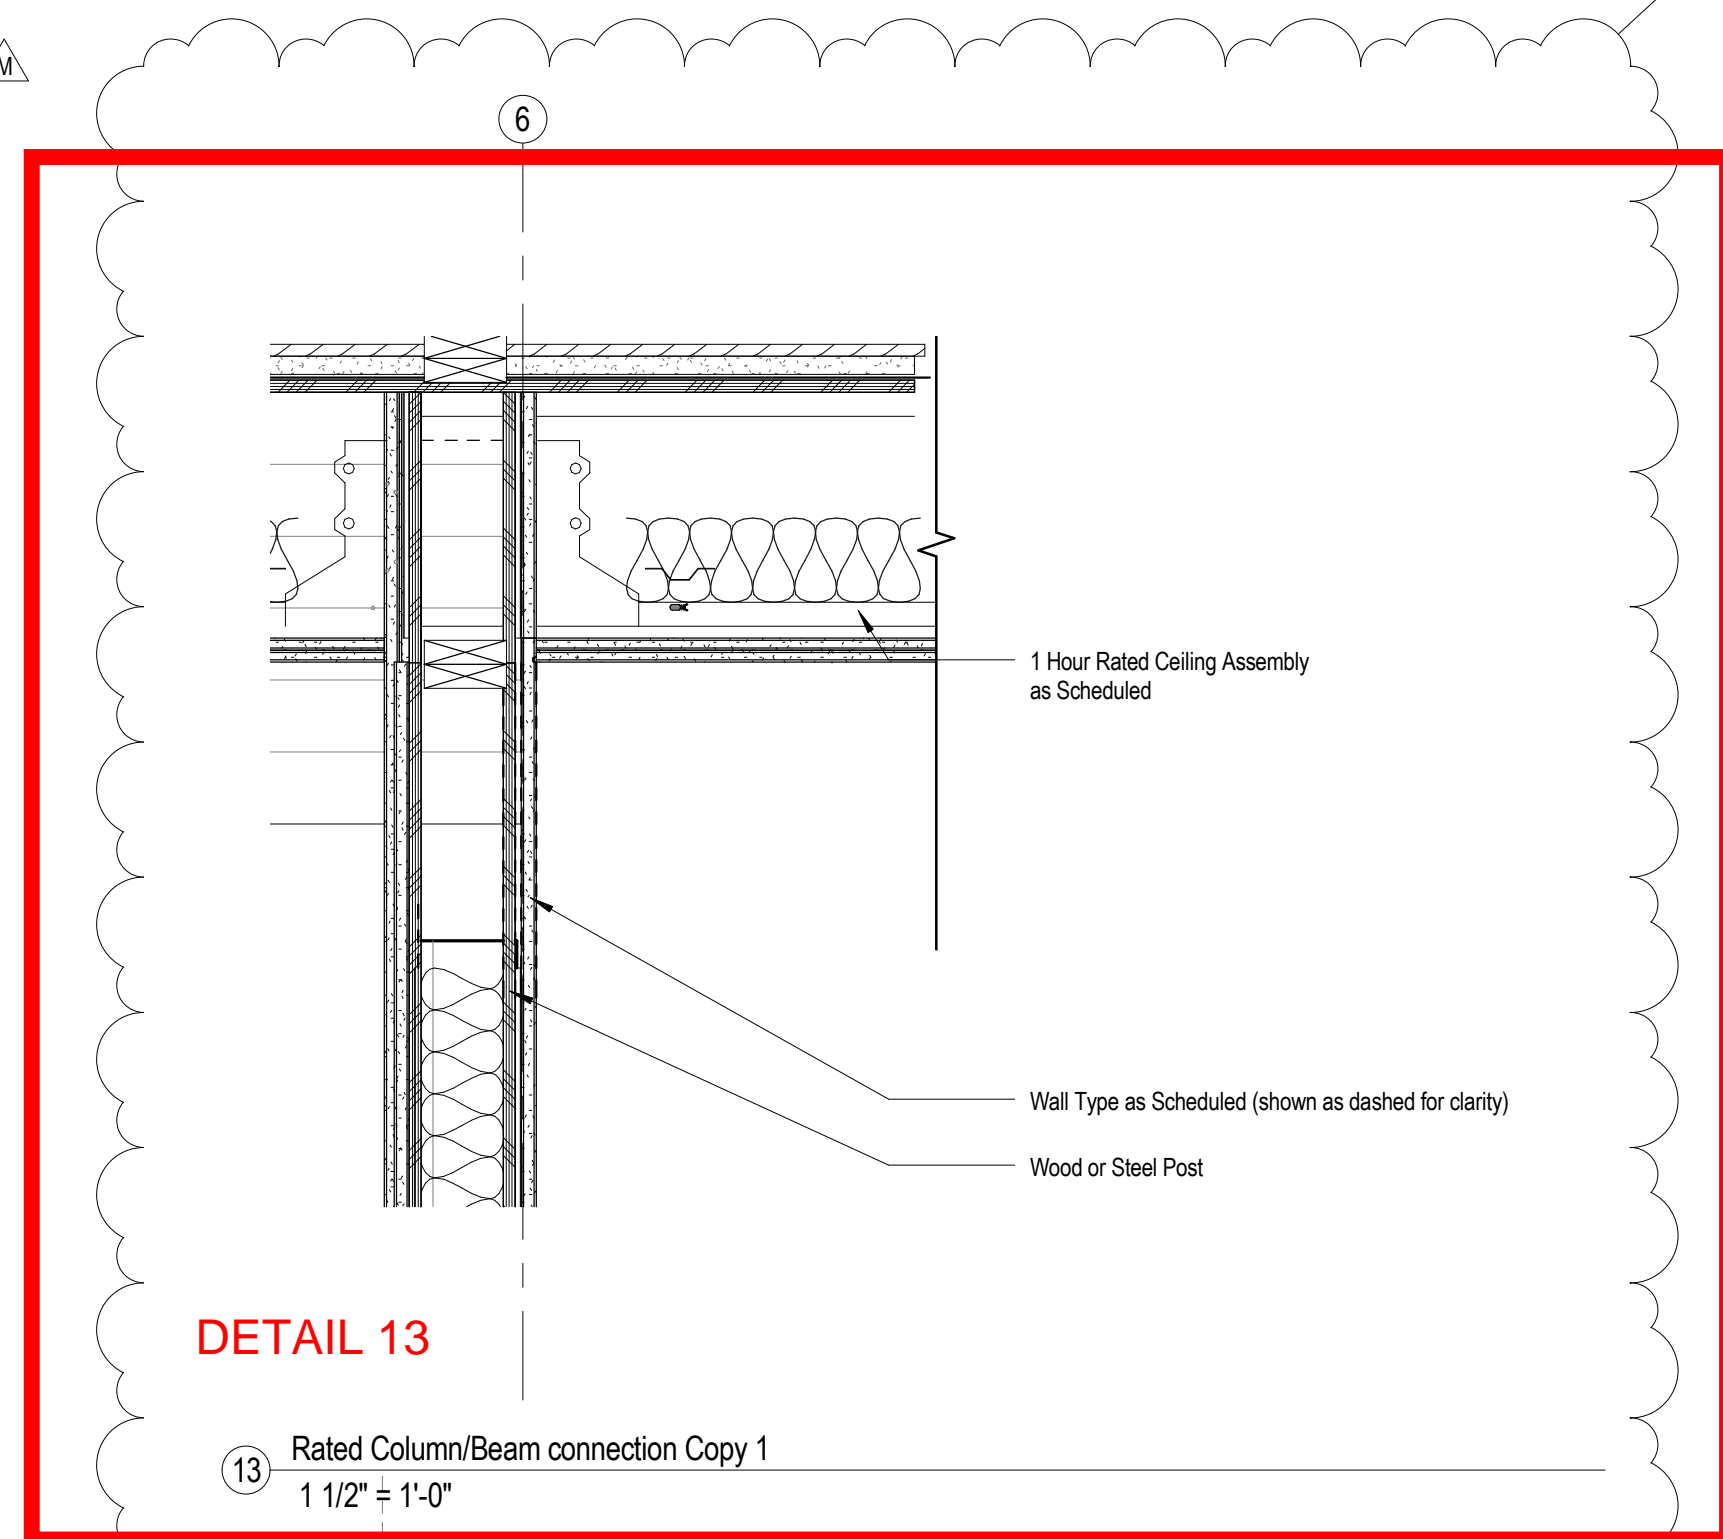 M
6
1 Hour Rated Ceiling Assembly
as Scheduled
Wall Type as Scheduled (shown as dashed for clarity)
Wood or Steel Post
DETAIL 13
13
Rated Column/Beam connection Copy 1
1 1/2" = 1'-0"